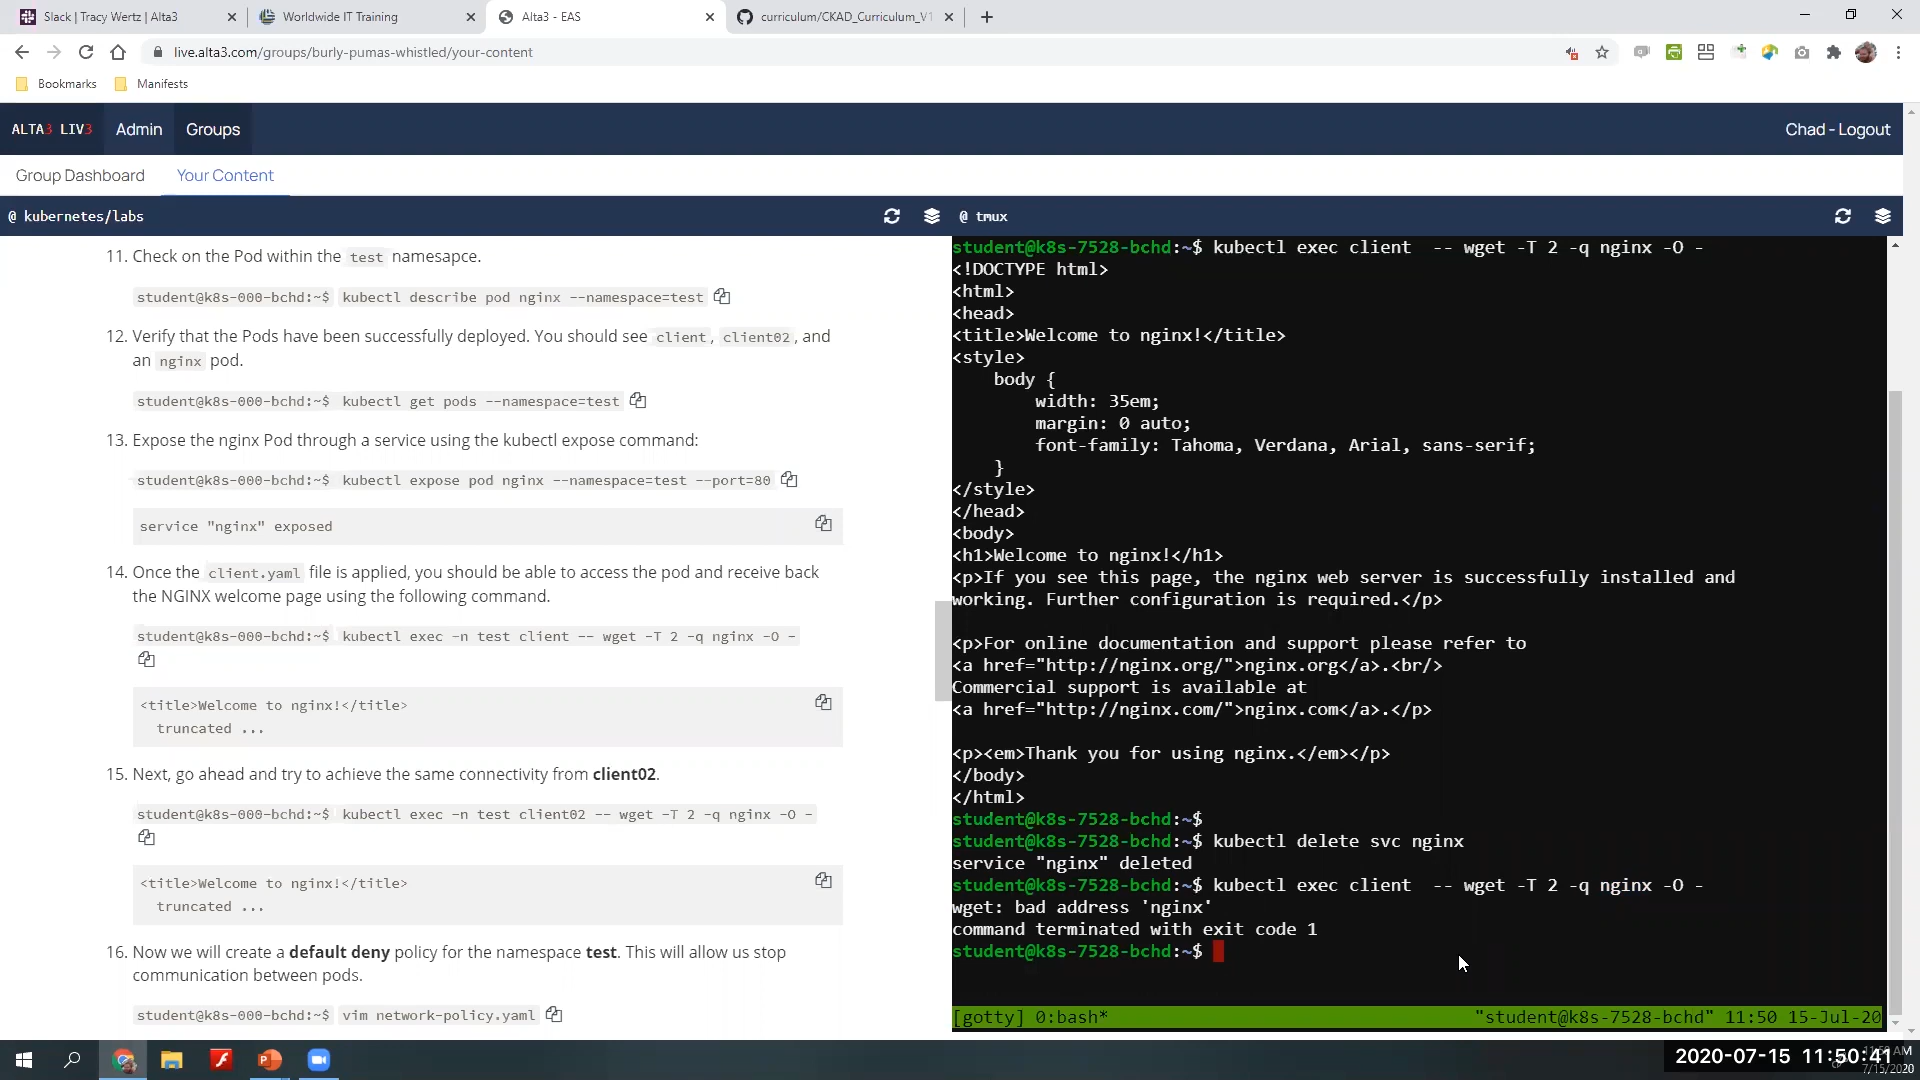 Slack | Tracy Wertz | Alta3
Worldwide IT Training
Alta3 - EAS
curriculum/CKAD_Curriculum_V1
live.alta3.com/groups/burly-pumas-whistled/your-content
Bookmarks
Manifests
ALTA3 LIV3
Admin
Groups
Chad - Logout
Group Dashboard
Your Content
@ kubernetes/labs
11. Check on the Pod within the test namesapce.
student@k8s-000-bchd:~$ kubectl describe pod nginx --namespace=test
12. Verify that the Pods have been successfully deployed. You should see client, client02, and
an nginx pod.
student@k8s-000-bchd:~$ kubectl get pods --namespace=test
13. Expose the nginx Pod through a service using the kubectl expose command:
student@k8s-000-bchd:~$ kubectl expose pod nginx --namespace=test --port=80
service "nginx" exposed
14. Once the client.yaml file is applied, you should be able to access the pod and receive back
the NGINX welcome page using the following command.
student@k8s-000-bchd:~$ kubectl exec -n test client -- wget -T 2 -q nginx -O -
<title>Welcome to nginx!</title>
truncated ...
15. Next, go ahead and try to achieve the same connectivity from client02.
student@k8s-000-bchd:~$ kubectl exec -n test client02 -- wget -T 2 -q nginx -O -
<title>Welcome to nginx!</title>
truncated ...
16. Now we will create a default deny policy for the namespace test. This will allow us stop
communication between pods.
student@k8s-000-bchd:~$ vim network-policy.yaml
@ tmux
student@k8s-7528-bchd:~$ kubectl exec client  -- wget -T 2 -q nginx -O -
<!DOCTYPE html>
<html>
<head>
<title>Welcome to nginx!</title>
<style>
    body {
        width: 35em;
        margin: 0 auto;
        font-family: Tahoma, Verdana, Arial, sans-serif;
    }
</style>
</head>
<body>
<h1>Welcome to nginx!</h1>
<p>If you see this page, the nginx web server is successfully installed and
working. Further configuration is required.</p>
<p>For online documentation and support please refer to
<a href="http://nginx.org/">nginx.org</a>.<br/>
Commercial support is available at
<a href="http://nginx.com/">nginx.com</a>.</p>
<p><em>Thank you for using nginx.</em></p>
</body>
</html>
student@k8s-7528-bchd:~$
student@k8s-7528-bchd:~$ kubectl delete svc nginx
service "nginx" deleted
student@k8s-7528-bchd:~$ kubectl exec client  -- wget -T 2 -q nginx -O -
wget: bad address 'nginx'
command terminated with exit code 1
student@k8s-7528-bchd:~$
[gotty] 0:bash*
"student@k8s-7528-bchd" 11:50 15-Jul-20
2020-07-15 11:50:41
7/15/2020